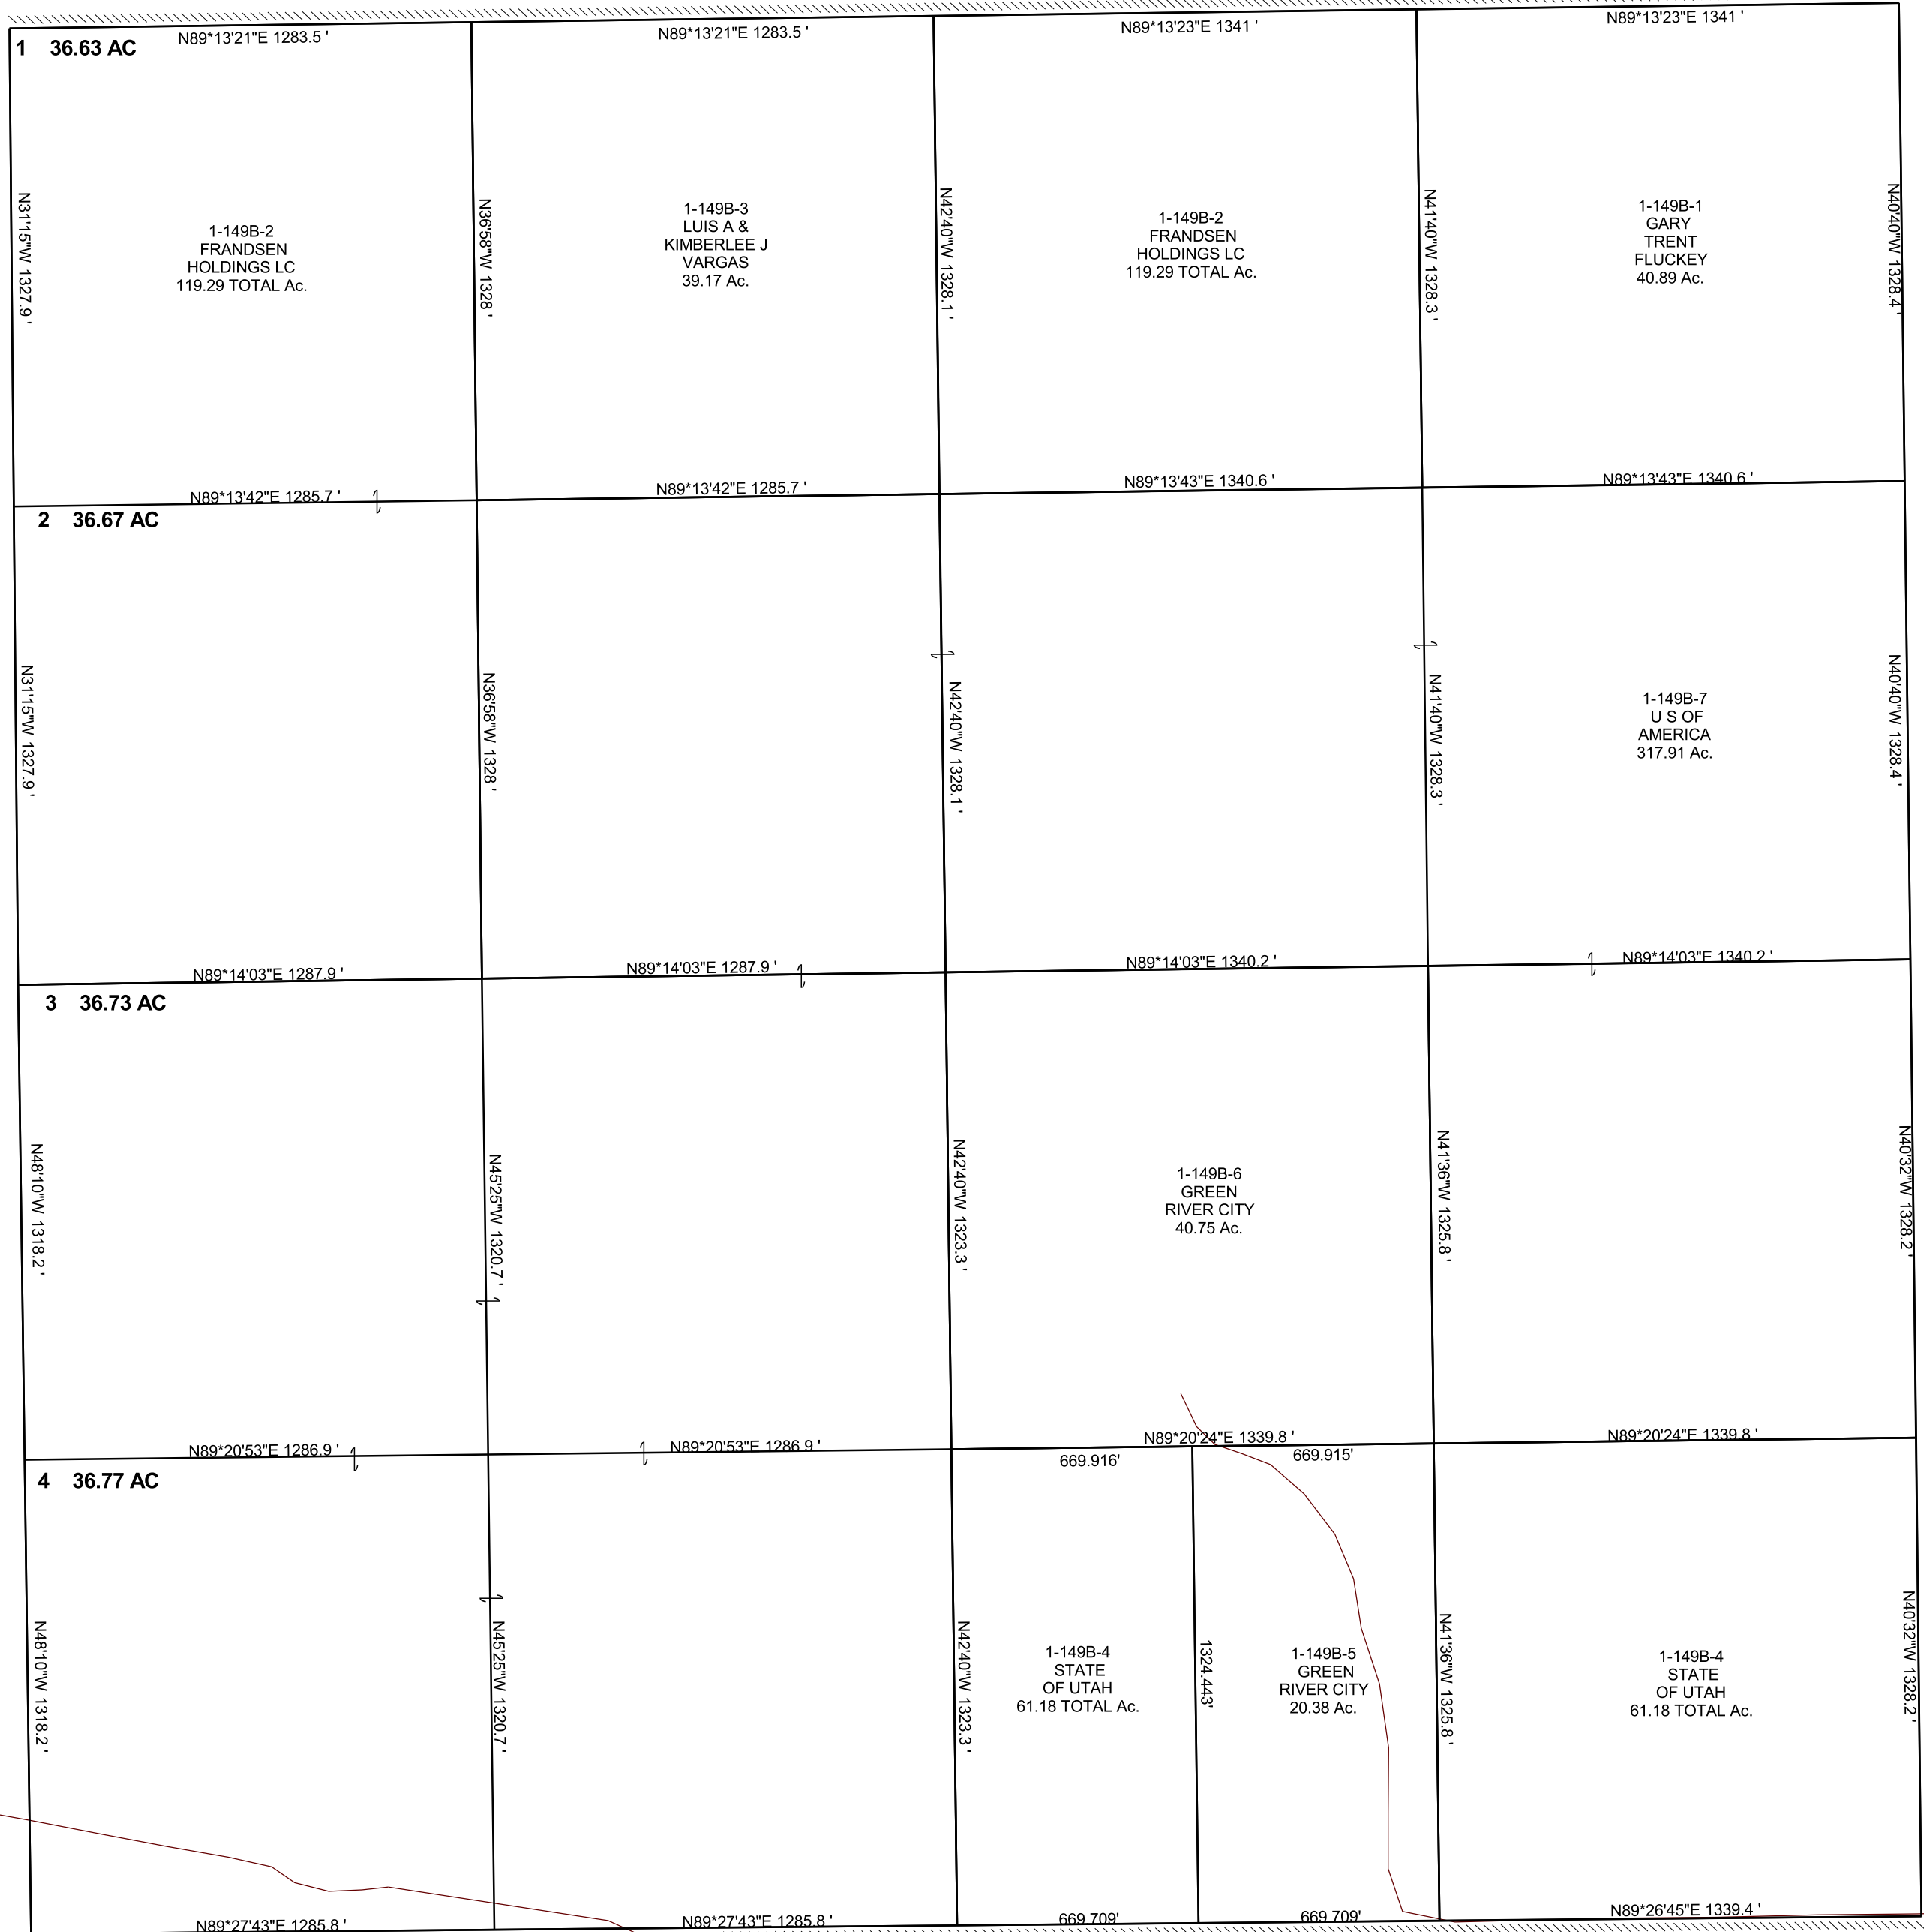 N89*13'21"E 1283.5 '
N89*13'21"E 1283.5 '
N89*13'23"E 1341 '
N89*13'23"E 1341 '
1 36.63 AC
N31'15"W 1327.9 '
1-149B-2
FRANDSEN
HOLDINGS LC
119.29 TOTAL Ac.
N36'58"W 1328 '
1-149B-3
LUIS A &
KIMBERLEE J
VARGAS
39.17 Ac.
N42'40"W 1328.1 '
1-149B-2
FRANDSEN
HOLDINGS LC
119.29 TOTAL Ac.
N41'40"W 1328.3 '
1-149B-1
GARY
TRENT
FLUCKEY
40.89 Ac.
N40'40"W 1328.4 '
N89*13'42"E 1285.7 '
N89*13'42"E 1285.7 '
N89*13'43"E 1340.6 '
N89*13'43"E 1340.6 '
2 36.67 AC
N31'15"W 1327.9 '
N36'58"W 1328 '
N42'40"W 1328.1 '
N41'40"W 1328.3 '
1-149B-7
U S OF
AMERICA
317.91 Ac.
N40'40"W 1328.4 '
N89*14'03"E 1287.9 '
N89*14'03"E 1287.9 '
N89*14'03"E 1340.2 '
N89*14'03"E 1340.2 '
3 36.73 AC
N48'10"W 1318.2 '
N45'25"W 1320.7 '
N42'40"W 1323.3 '
1-149B-6
GREEN
RIVER CITY
40.75 Ac.
N41'36"W 1325.8 '
N40'32"W 1328.2 '
N89*20'53"E 1286.9 '
N89*20'53"E 1286.9 '
N89*20'24"E 1339.8 '
N89*20'24"E 1339.8 '
669.916'
669.915'
4 36.77 AC
N48'10"W 1318.2 '
N45'25"W 1320.7 '
N42'40"W 1323.3 '
1-149B-4
STATE
OF UTAH
61.18 TOTAL Ac.
1324.443'
1-149B-5
GREEN
RIVER CITY
20.38 Ac.
N41'36"W 1325.8 '
1-149B-4
STATE
OF UTAH
61.18 TOTAL Ac.
N40'32"W 1328.2 '
N89*27'43"E 1285.8 '
N89*27'43"E 1285.8 '
669.709'
669.709'
N89*26'45"E 1339.4 '